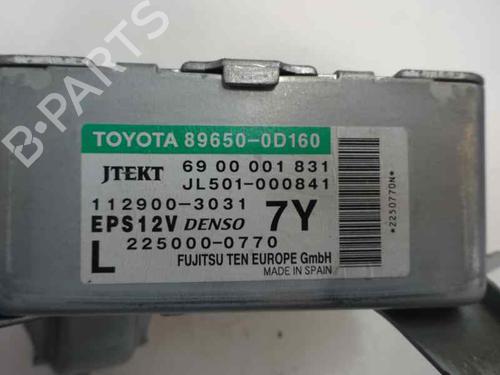 B-PARTS
TOYOTA 89650-0D160
JTEKT 69 00 001 831
JL501-000841
112900-3031 7Y
EPS12V DENSO
L 225000-0770
FUJITSU TEN EUROPE GmbH
MADE IN SPAIN
*2250770N*